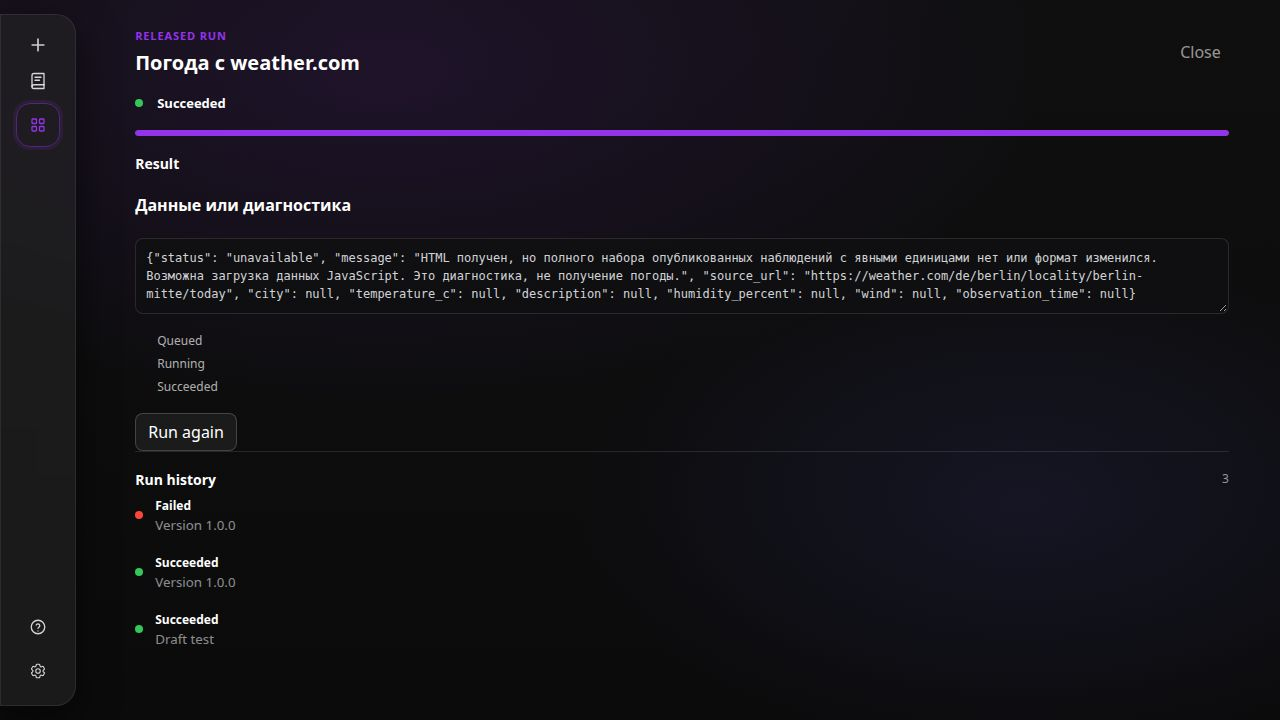 RELEASED RUN
Погода с weather.com
Close
Succeeded
Result
Данные или диагностика
{"status": "unavailable", "message": "HTML получен, но полного набора опубликованных наблюдений с явными единицами нет или формат изменился.
Возможна загрузка данных JavaScript. Это диагностика, не получение погоды.", "source_url": "https://weather.com/de/berlin/locality/berlin-
mitte/today", "city": null, "temperature_c": null, "description": null, "humidity_percent": null, "wind": null, "observation_time": null}
Queued
Running
Succeeded
Run again
Run history
3
Failed
Version 1.0.0
Succeeded
Version 1.0.0
Succeeded
Draft test